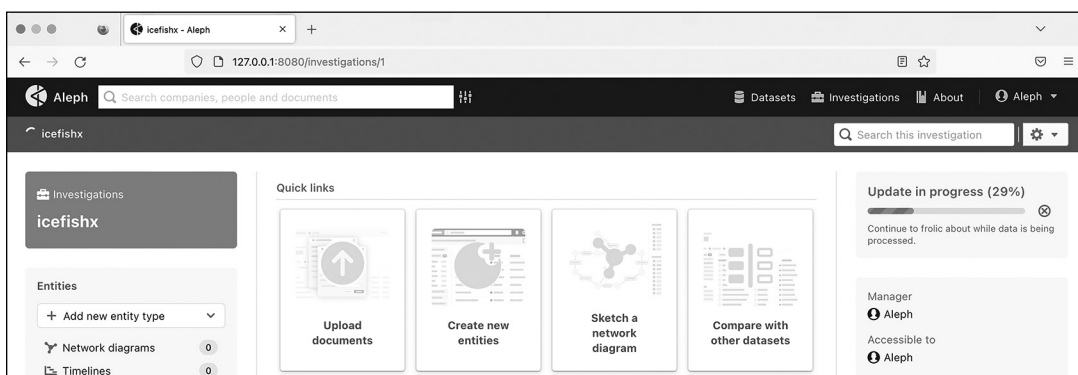 icefishx - Aleph
127.0.0.1:8080/investigations/1
Aleph
Search companies, people and documents
Datasets
Investigations
About
Aleph
icefishx
Search this investigation
Investigations
icefishx
Entities
Add new entity type
Network diagrams 0
Timelines 0
Quick links
Upload
documents
Create new
entities
Sketch a
network
diagram
Compare with
other datasets
Update in progress (29%)
Continue to frolic about while data is being
processed.
Manager
Aleph
Accessible to
Aleph